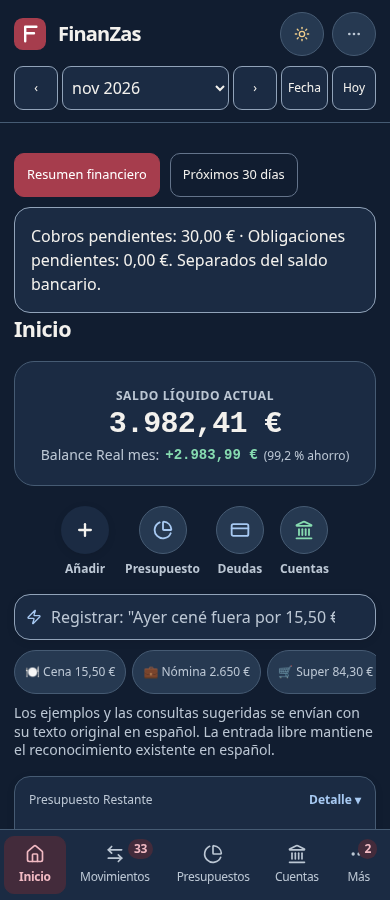 FinanZas
nov 2026
Fecha
Hoy
Resumen financiero
Próximos 30 días
Cobros pendientes: 30,00 € · Obligaciones
pendientes: 0,00 €. Separados del saldo
bancario.
Inicio
SALDO LÍQUIDO ACTUAL
3.982,41 €
Balance Real mes: +2.983,99 € (99,2 % ahorro)
Añadir
Presupuesto
Deudas
Cuentas
Registrar: "Ayer cené fuera por 15,50 €
🍽️ Cena 15,50 €
💼 Nómina 2.650 €
🛒 Super 84,30 €
Los ejemplos y las consultas sugeridas se envían con
su texto original en español. La entrada libre mantiene
el reconocimiento existente en español.
Presupuesto Restante
Detalle ▾
33
2
Inicio
Movimientos
Presupuestos
Cuentas
Más